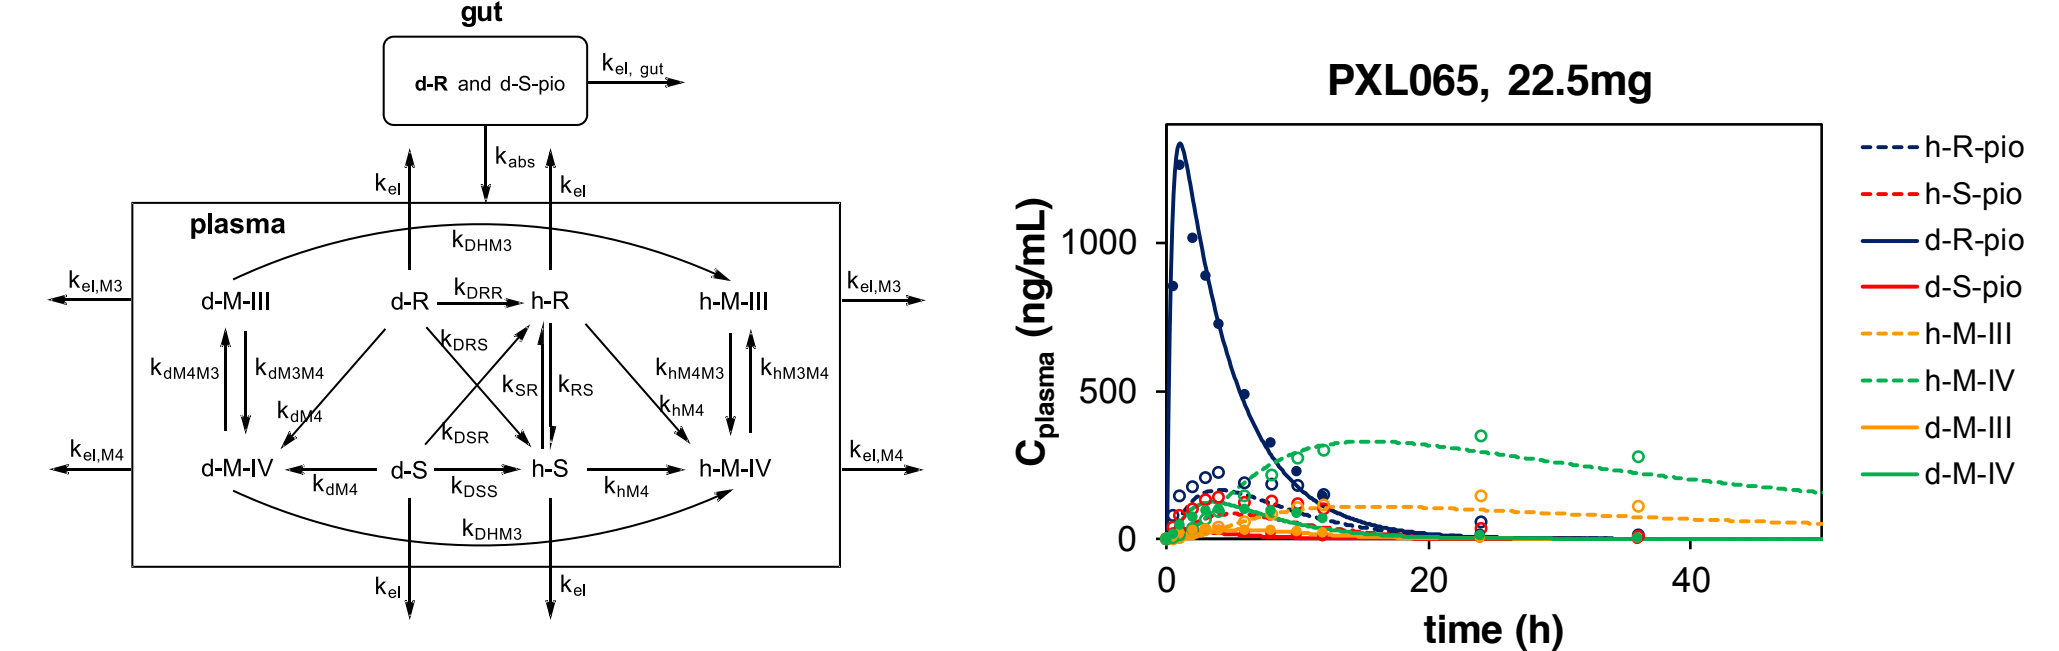 gut
d-R and d-S-pio
kel, gut
kabs
kel
kel
plasma
kDHM3
kel,M3
kel,M3
d-M-III
d-R
kDRR
h-R
h-M-III
kDRS
kdM4M3
kdM3M4
kSR
kRS
khM4M3
khM3M4
kdM4
khM4
kDSR
kel,M4
kel,M4
d-M-IV
d-S
h-S
h-M-IV
kdM4
kDSS
khM4
kDHM3
kel
kel
PXL065, 22.5mg
Cplasma (ng/mL)
1000
500
0
0
20
40
time (h)
h-R-pio
h-S-pio
d-R-pio
d-S-pio
h-M-III
h-M-IV
d-M-III
d-M-IV